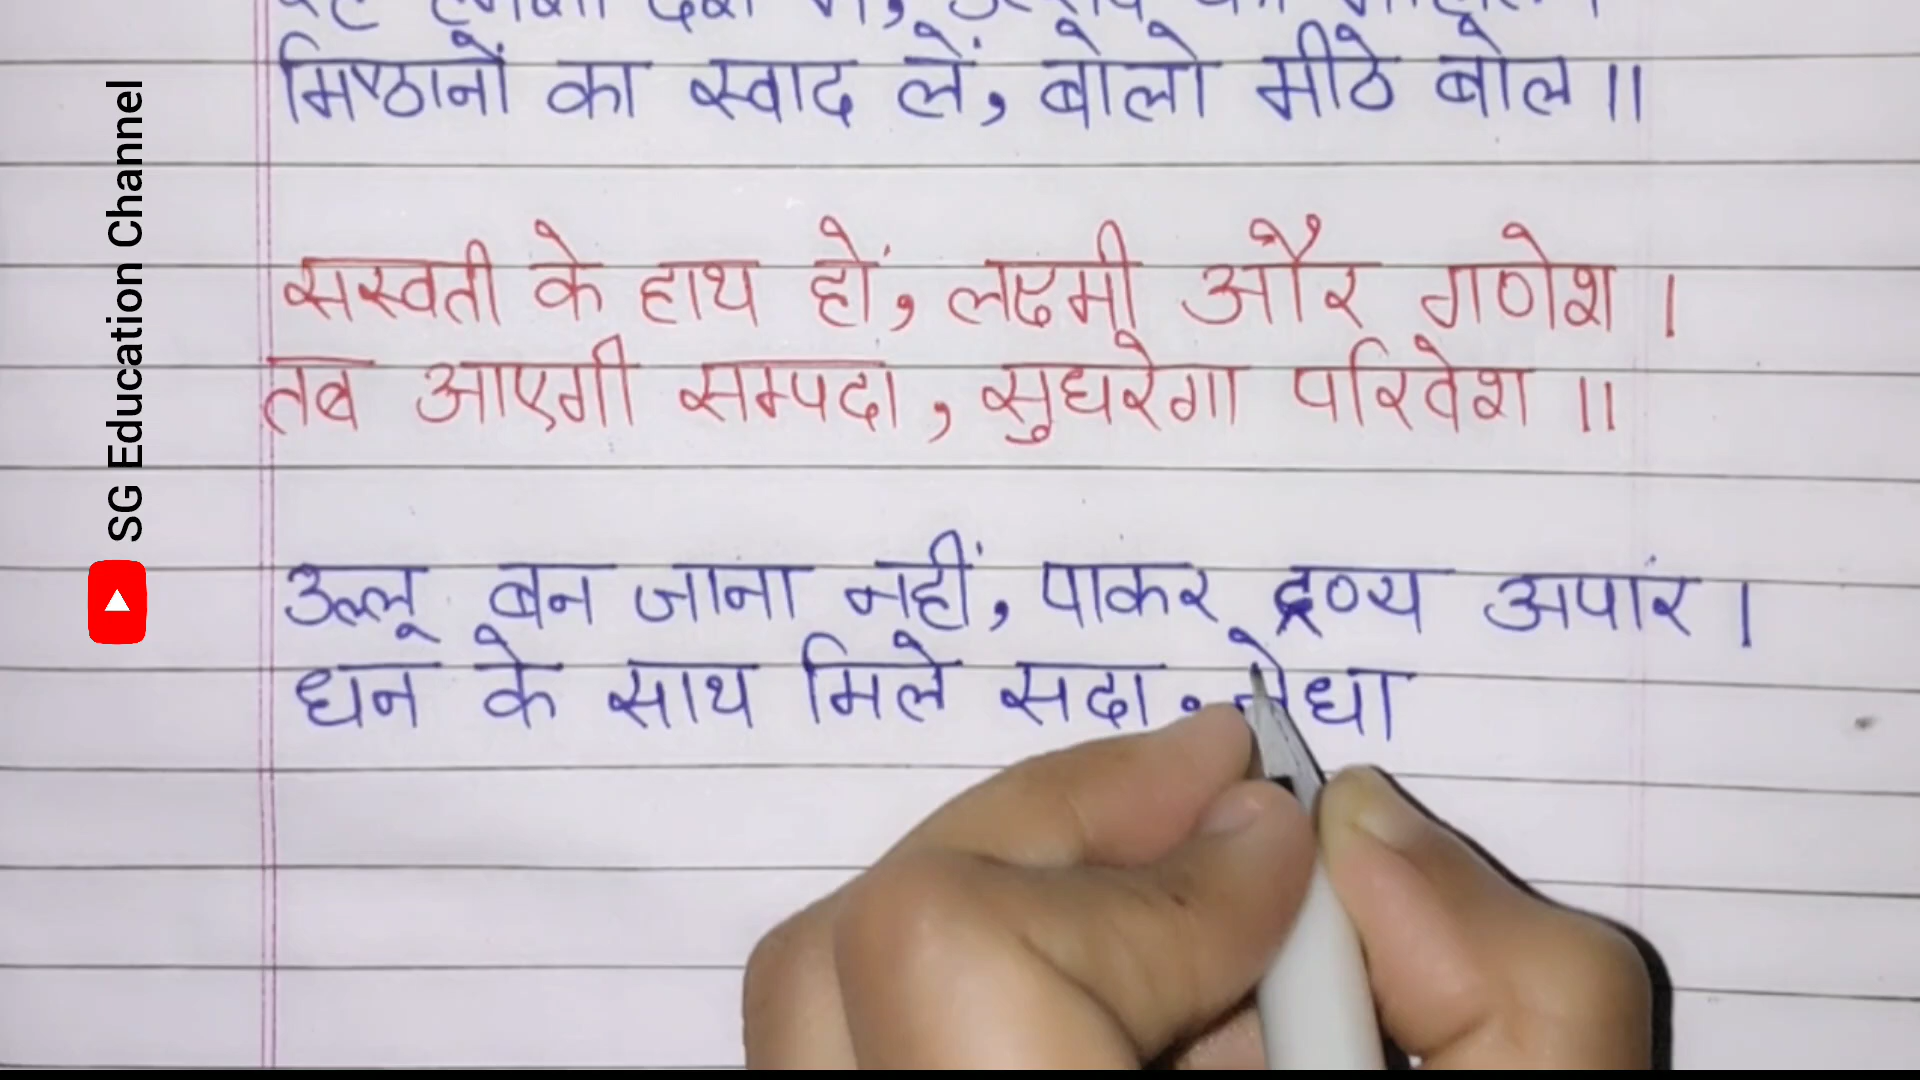 मिष्ठानों का स्वाद लें, बोलो मीठे बोल ॥
सस्वती के हाथ हों, लक्ष्मी और गणेश ।
तब आएगी सम्पदा, सुधरेगा परिवेश ॥
उल्लू बन जाना नहीं, पाकर द्रव्य अपार ।
धन के साथ मिले सदा, मेधा
SG Education Channel